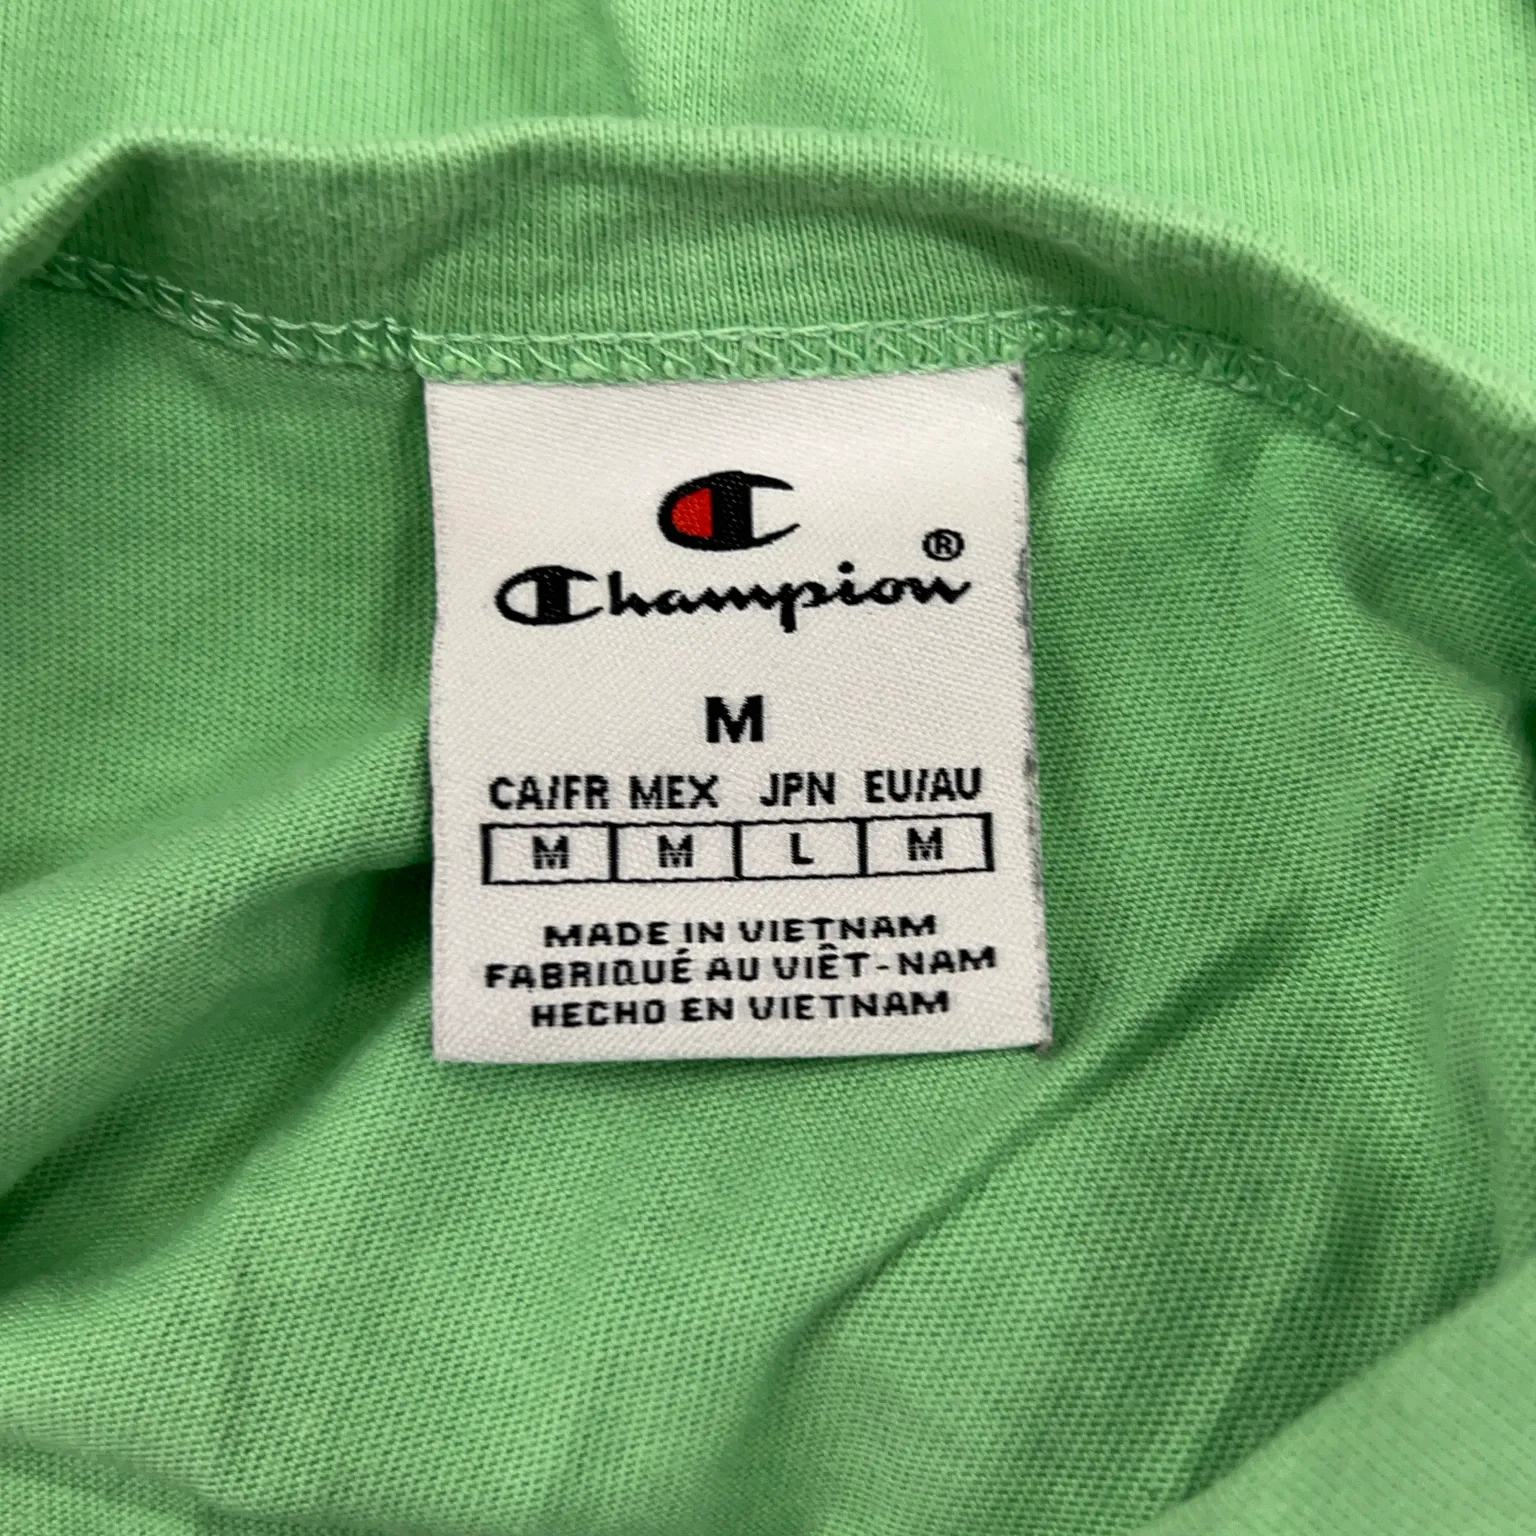 Champion®
M
CA/FR MEX JPN EU/AU
M M L M
MADE IN VIETNAM
FABRIQUÉ AU VIÊT-NAM
HECHO EN VIETNAM